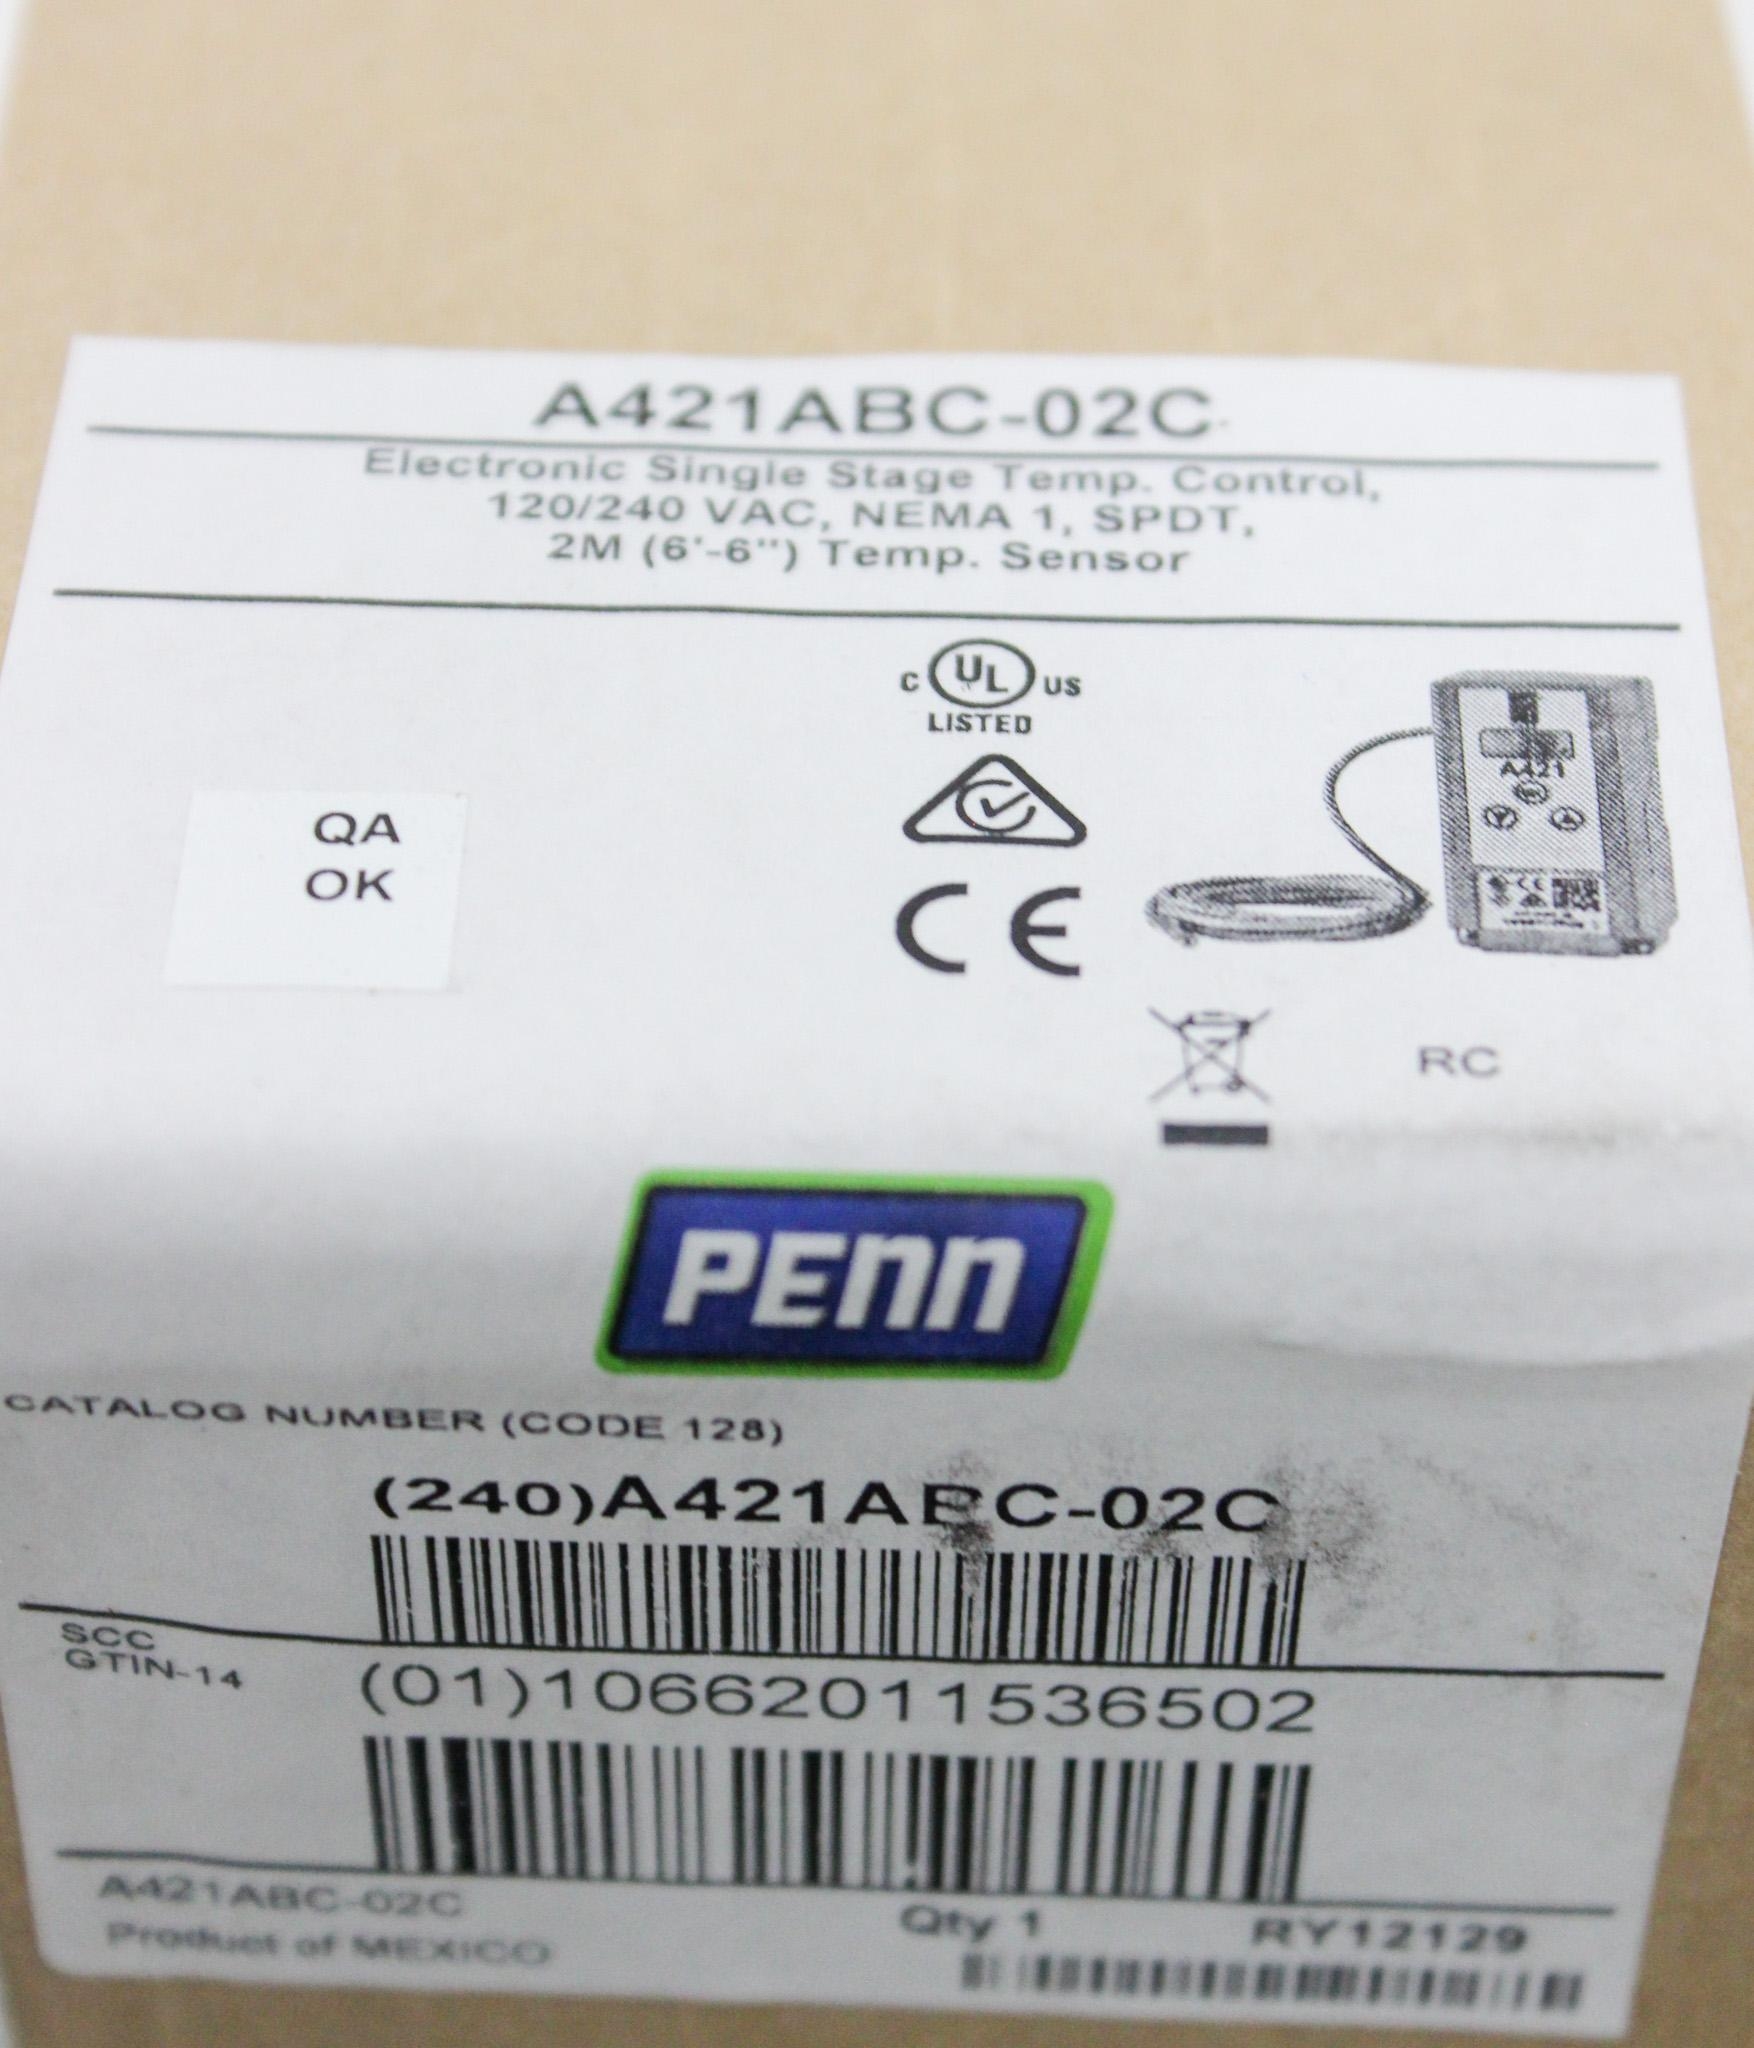 A421ABC-02C
Electronic Single Stage Temp. Control,
120/240 VAC, NEMA 1, SPDT,
2M (6'-6") Temp. Sensor
C UL US
LISTED
A421
QA
OK
CE
RC
PENN
CATALOG NUMBER (CODE 128)
(240)A421ABC-02C
SCC
GTIN-14
(01)10662011536502
A421ABC-02C
Qty 1
RY12129
Product of MEXICO